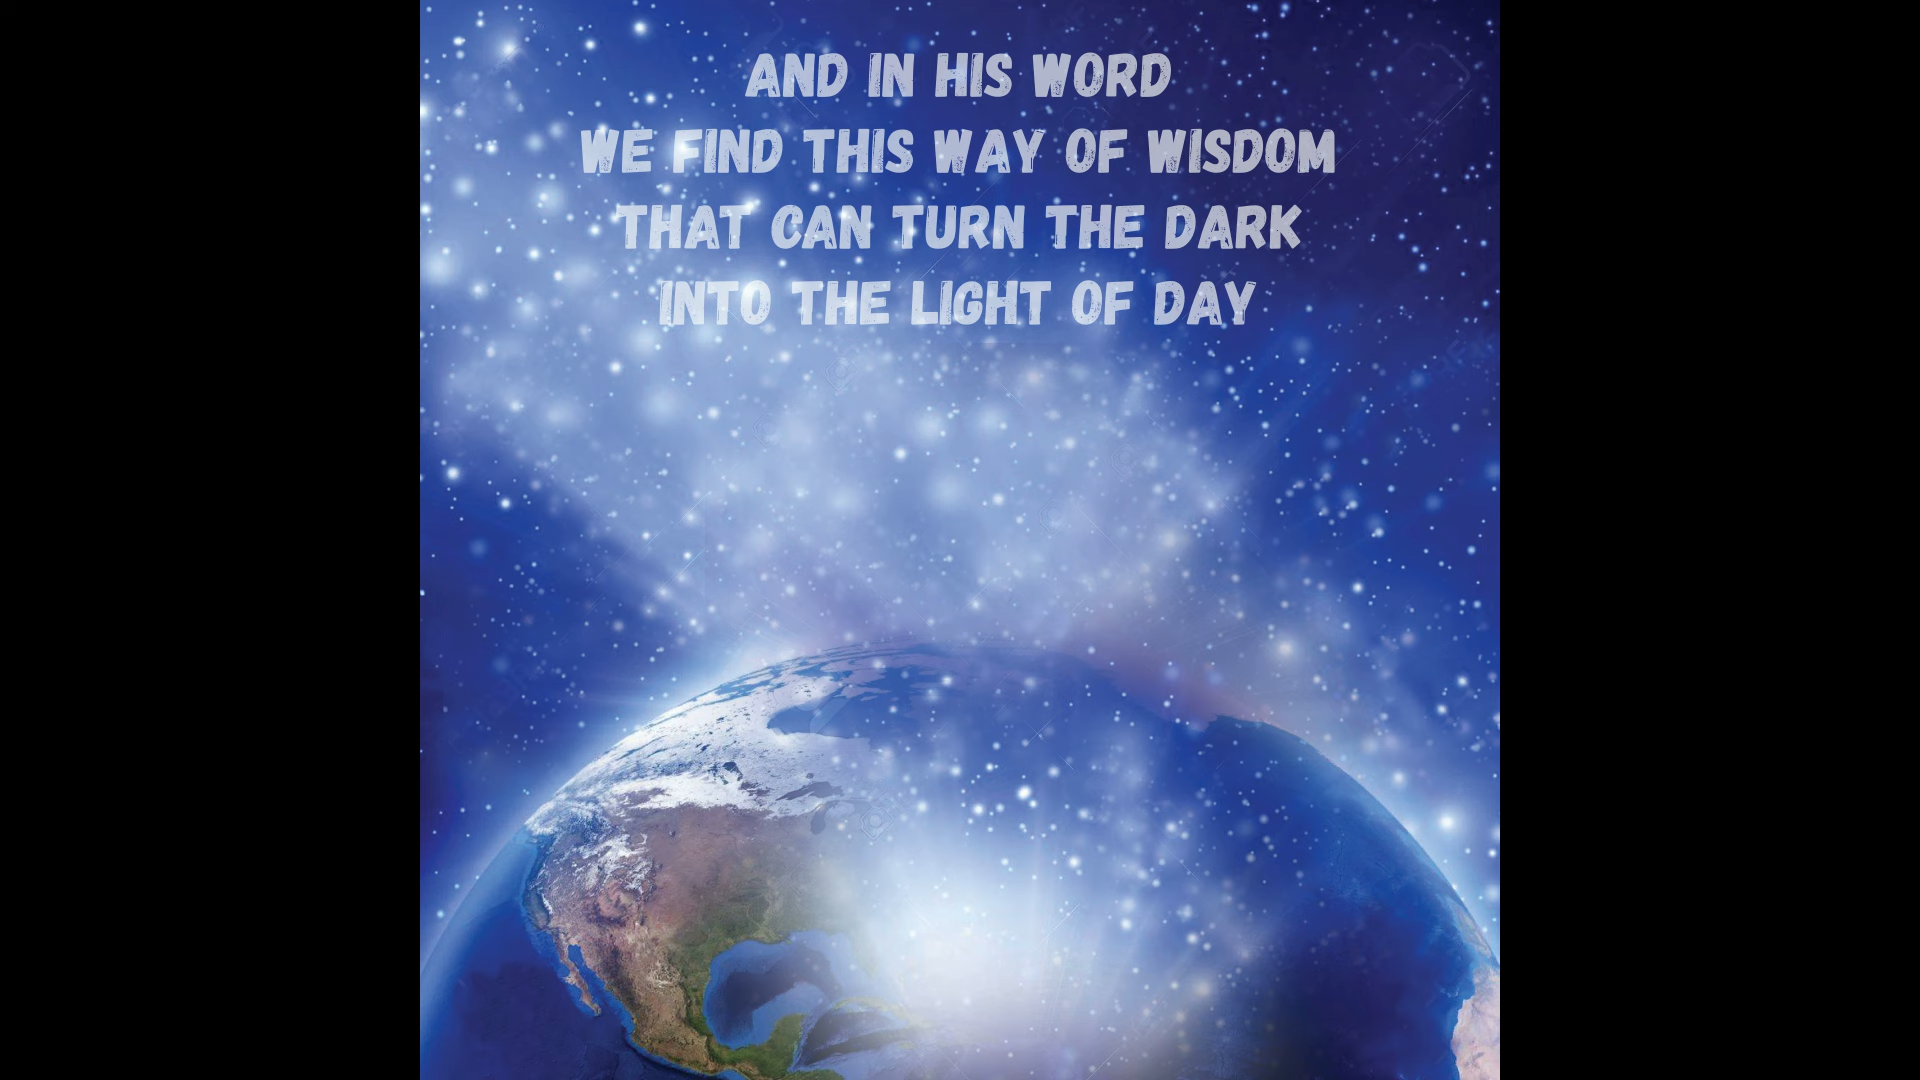 AND IN HIS WORD
WE FIND THIS WAY OF WISDOM
THAT CAN TURN THE DARK
INTO THE LIGHT OF DAY